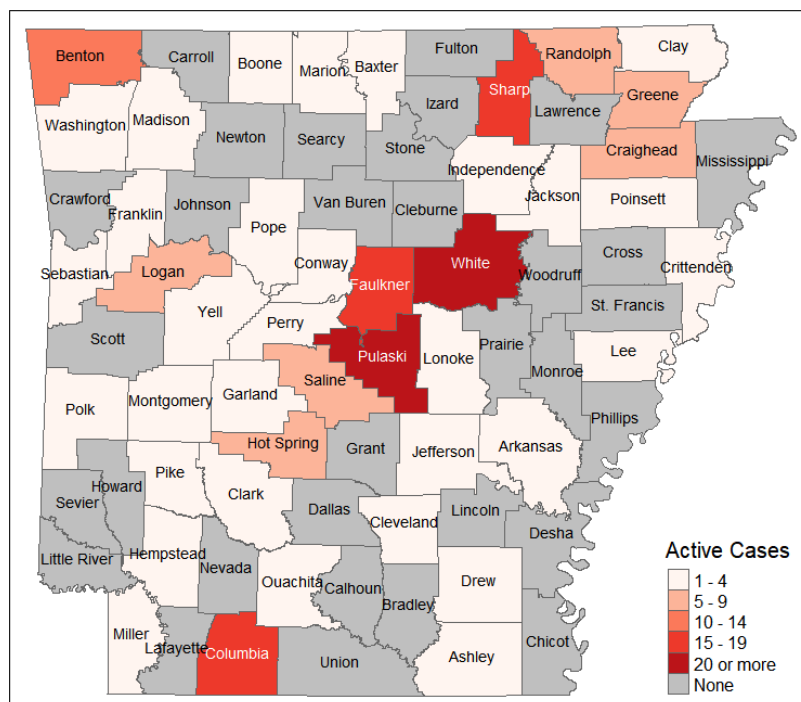 Benton
Carroll
Boone
Marion
Baxter
Fulton
Sharp
Randolph
Clay
Greene
Izard
Lawrence
Washington
Madison
Newton
Searcy
Stone
Independence
Jackson
Craighead
Mississippi
Poinsett
Crawford
Franklin
Johnson
Pope
Van Buren
Cleburne
White
Woodruff
Cross
Crittenden
Sebastian
Logan
Conway
Faulkner
St. Francis
Scott
Yell
Perry
Pulaski
Lonoke
Prairie
Monroe
Lee
Phillips
Polk
Montgomery
Garland
Saline
Hot Spring
Grant
Jefferson
Arkansas
Sevier
Howard
Pike
Clark
Dallas
Cleveland
Lincoln
Desha
Little River
Hempstead
Nevada
Ouachita
Calhoun
Bradley
Drew
Miller
Lafayette
Columbia
Union
Ashley
Chicot
Active Cases
1 - 4
5 - 9
10 - 14
15 - 19
20 or more
None